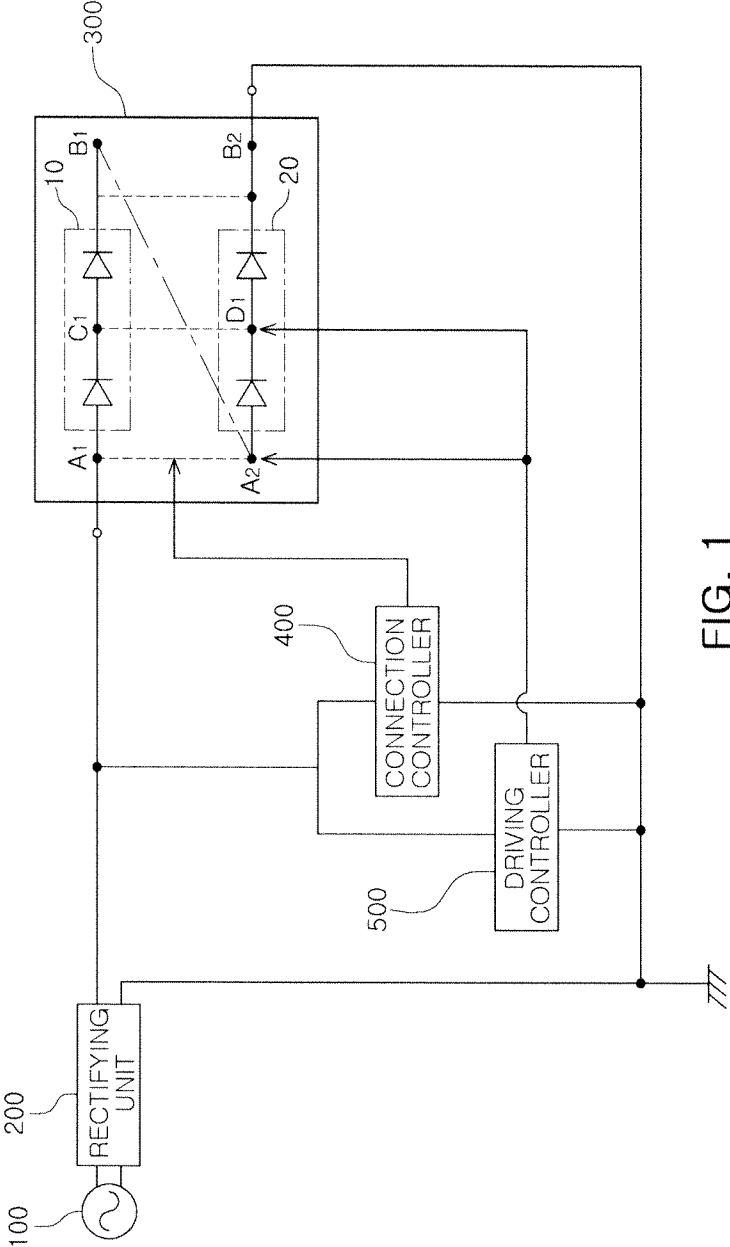 300
10
B1
B2
C1
20
D1
A1
A2
400
CONNECTION
CONTROLLER
500
DRIVING
CONTROLLER
200
RECTIFYING
UNIT
100
FIG. 1